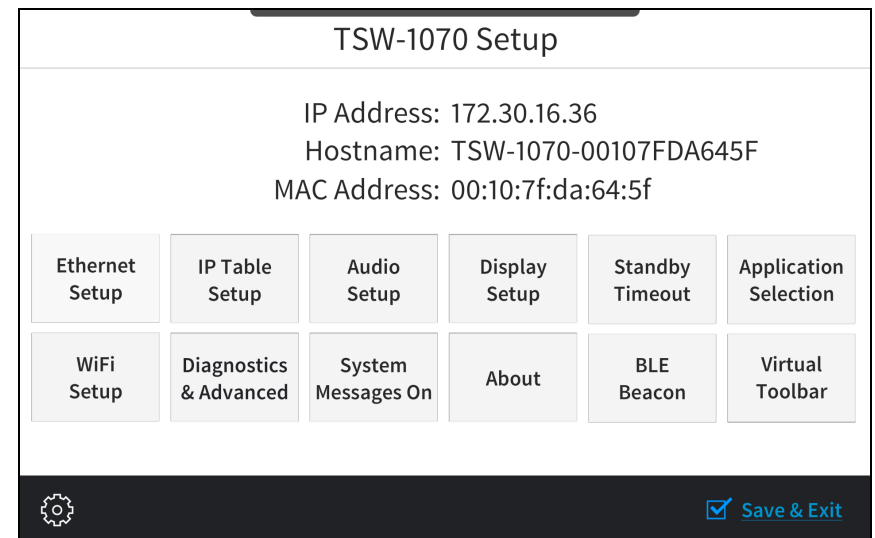 TSW-1070 Setup
IP Address: 172.30.16.36
Hostname: TSW-1070-00107FDA645F
MAC Address: 00:10:7f:da:64:5f
Ethernet
Setup
IP Table
Setup
Audio
Setup
Display
Setup
Standby
Timeout
Application
Selection
WiFi
Setup
Diagnostics
& Advanced
System
Messages On
About
BLE
Beacon
Virtual
Toolbar
Save & Exit